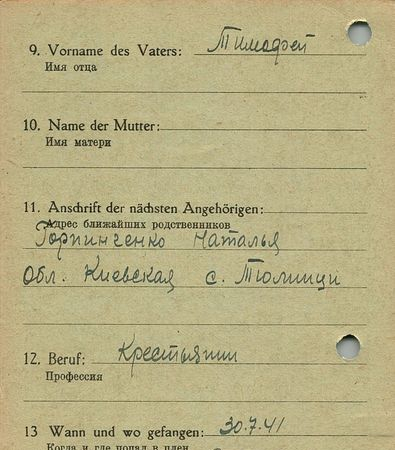 9. Vorname des Vaters: Тимофей
Имя отца
10. Name der Mutter:
Имя матери
11. Anschrift der nächsten Angehörigen:
Адрес ближайших родственников
Наталья
Обл. Киевская с.
12. Beruf: Крестьянин
Профессия
13 Wann und wo gefangen: 30.7.41
Когда и где попал в плен